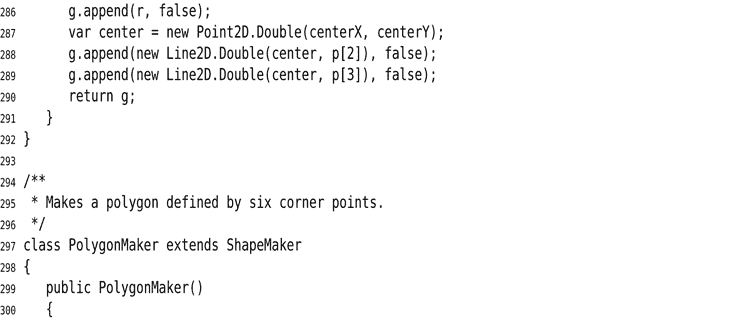 286       g.append(r, false);
287       var center = new Point2D.Double(centerX, centerY);
288       g.append(new Line2D.Double(center, p[2]), false);
289       g.append(new Line2D.Double(center, p[3]), false);
290       return g;
291    }
292 }
293
294 /**
295  * Makes a polygon defined by six corner points.
296  */
297 class PolygonMaker extends ShapeMaker
298 {
299    public PolygonMaker()
300    {